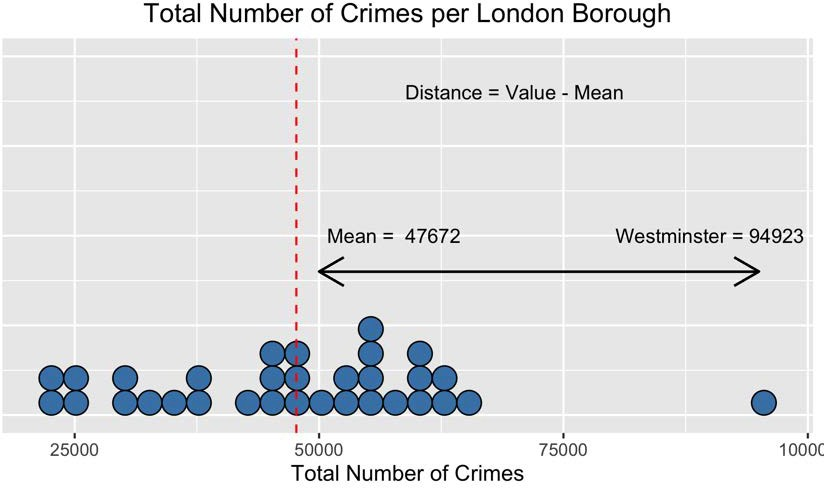 Total Number of Crimes per London Borough
Distance = Value - Mean
Mean =  47672
Westminster = 94923
25000
50000
75000
10000
Total Number of Crimes